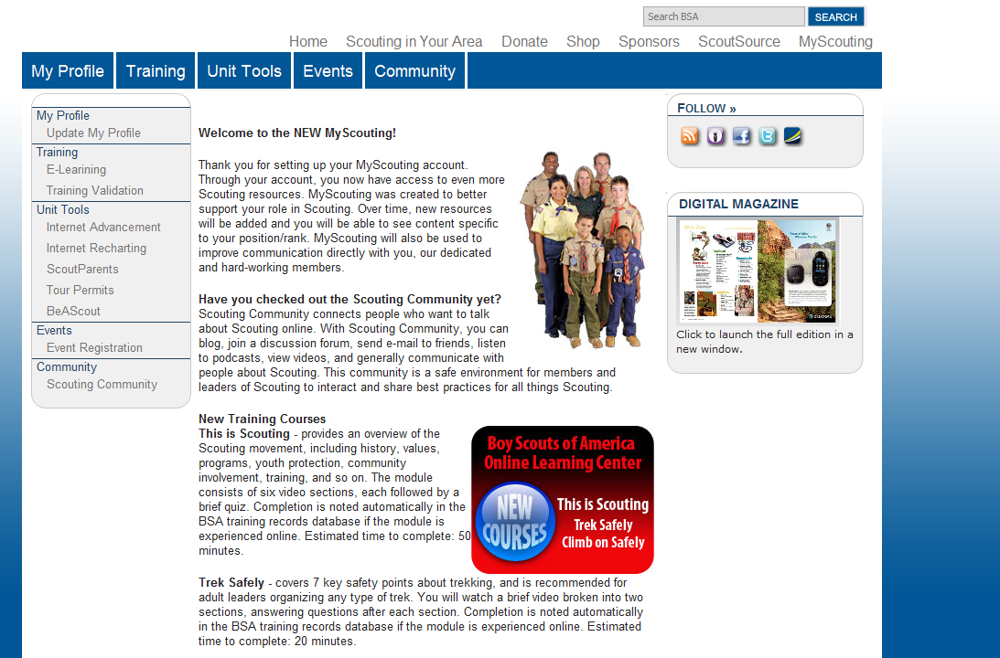 Search BSA
SEARCH
Home Scouting in Your Area Donate Shop Sponsors ScoutSource MyScouting
My Profile Training Unit Tools Events Community
My Profile
Update My Profile
Training
E-Learining
Training Validation
Unit Tools
Internet Advancement
Internet Recharting
ScoutParents
Tour Permits
BeAScout
Events
Event Registration
Community
Scouting Community
Welcome to the NEW MyScouting!
Thank you for setting up your MyScouting account.
Through your account, you now have access to even more
Scouting resources. MyScouting was created to better
support your role in Scouting. Over time, new resources
will be added and you will be able to see content specific
to your position/rank. MyScouting will also be used to
improve communication directly with you, our dedicated
and hard-working members.
Have you checked out the Scouting Community yet?
Scouting Community connects people who want to talk
about Scouting online. With Scouting Community, you can
blog, join a discussion forum, send e-mail to friends, listen
to podcasts, view videos, and generally communicate with
people about Scouting. This community is a safe environment for members and
leaders of Scouting to interact and share best practices for all things Scouting.
New Training Courses
This is Scouting - provides an overview of the
Scouting movement, including history, values,
programs, youth protection, community
involvement, training, and so on. The module
consists of six video sections, each followed by a
brief quiz. Completion is noted automatically in the
BSA training records database if the module is
experienced online. Estimated time to complete: 50
minutes.
Boy Scouts of America
Online Learning Center
NEW
COURSES
This is Scouting
Trek Safely
Climb on Safely
Trek Safely - covers 7 key safety points about trekking, and is recommended for
adult leaders organizing any type of trek. You will watch a brief video broken into two
sections, answering questions after each section. Completion is noted automatically
in the BSA training records database if the module is experienced online. Estimated
time to complete: 20 minutes.
FOLLOW »
DIGITAL MAGAZINE
Click to launch the full edition in a
new window.